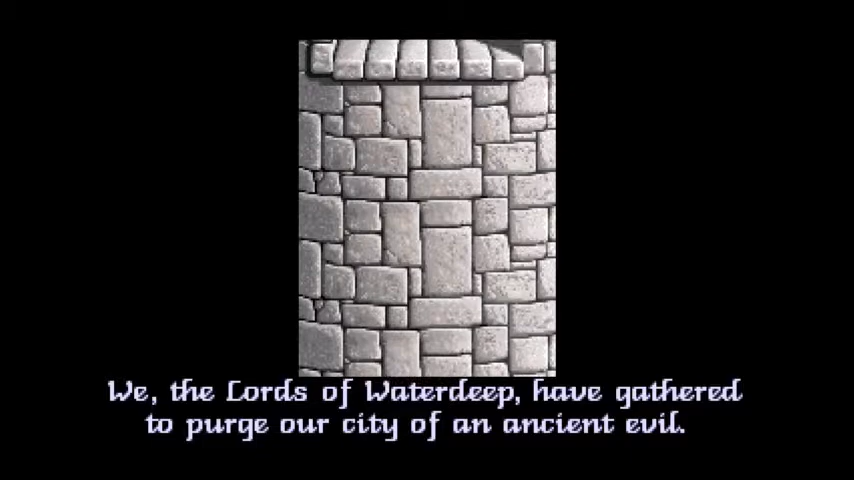 We, the Lords of Waterdeep, have gathered
to purge our city of an ancient evil.